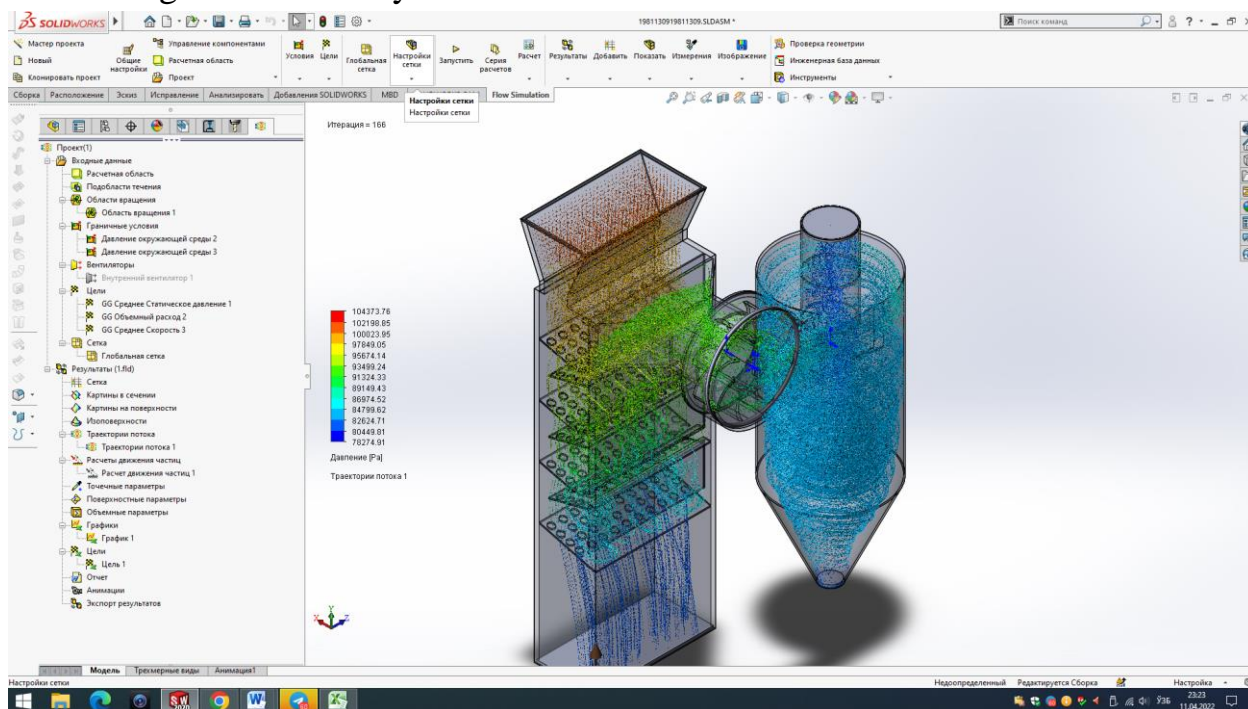 SOLIDWORKS
1981130919811309.SLDASM *
Поиск команд
Мастер проекта
Новый
Клонировать проект
Общие настройки
Управление компонентами
Расчетная область
Проект
Условия
Цели
Глобальная сетка
Настройки сетки
Запустить
Серия расчетов
Расчет
Результаты
Добавить
Показать
Измерения
Изображение
Проверка геометрии
Инженерная база данных
Инструменты
Сборка
Расположение
Эскиз
Исправление
Анализировать
Добавления SOLIDWORKS
MBD
Flow Simulation
Настройки сетки
Настройки сетки
Итерация = 166
Проект(1)
Входные данные
Расчетная область
Подобласти течения
Области вращения
Область вращения 1
Граничные условия
Давление окружающей среды 2
Давление окружающей среды 3
Вентиляторы
Внутренний вентилятор 1
Цели
GG Среднее Статическое давление 1
GG Объемный расход 2
GG Среднее Скорость 3
Сетка
Глобальная сетка
Результаты (1.fld)
Сетка
Картины в сечении
Картины на поверхности
Изоповерхности
Траектории потока
Траектории потока 1
Расчеты движения частиц
Расчет движения частиц 1
Точечные параметры
Поверхностные параметры
Объемные параметры
Графики
График 1
Цели
Цель 1
Отчет
Анимации
Экспорт результатов
104373.76
102198.85
100023.95
97849.05
95674.14
93499.24
91324.33
89149.43
86974.52
84799.62
82624.71
80449.81
78274.91
Давление [Pa]
Траектории потока 1
Модель
Трехмерные виды
Анимация1
Настройки сетки
Недоопределенный
Редактируется Сборка
Настройка
ЎЗБ
23:23
11.04.2022